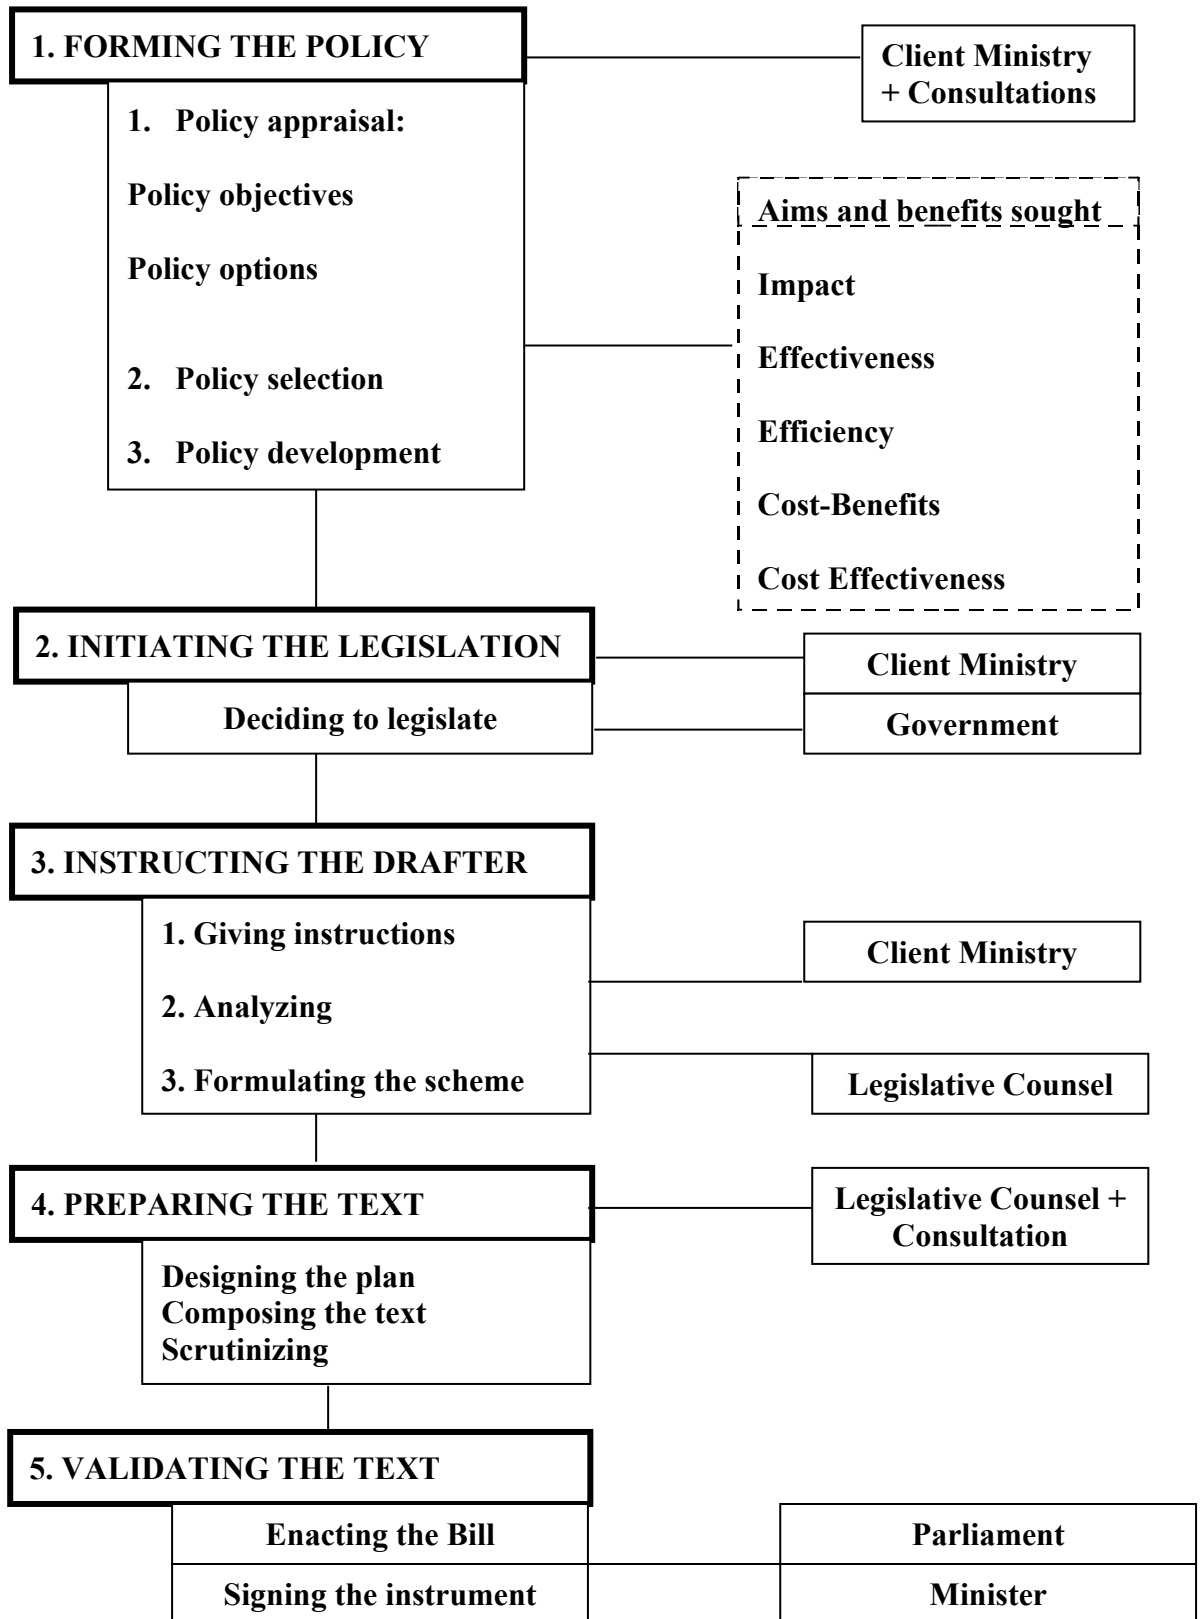 1. FORMING THE POLICY
Client Ministry
+ Consultations
1. Policy appraisal:
Policy objectives
Policy options
2. Policy selection
3. Policy development
Aims and benefits sought
Impact
Effectiveness
Efficiency
Cost-Benefits
Cost Effectiveness
2. INITIATING THE LEGISLATION
Client Ministry
Deciding to legislate
Government
3. INSTRUCTING THE DRAFTER
1. Giving instructions
2. Analyzing
3. Formulating the scheme
Client Ministry
Legislative Counsel
4. PREPARING THE TEXT
Legislative Counsel +
Consultation
Designing the plan
Composing the text
Scrutinizing
5. VALIDATING THE TEXT
Enacting the Bill
Parliament
Signing the instrument
Minister